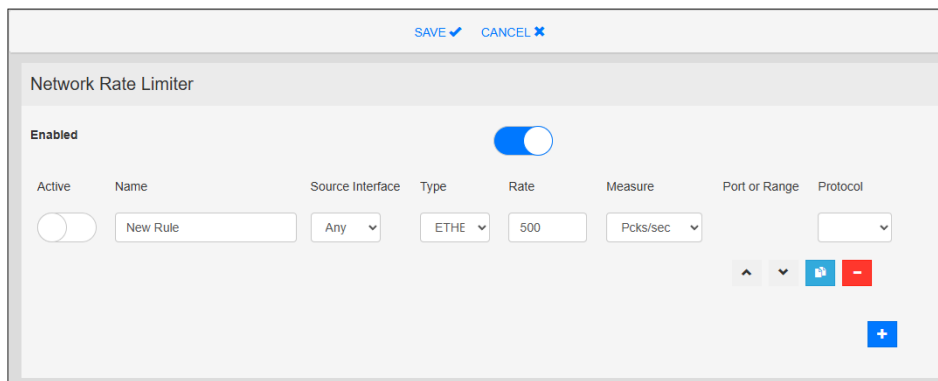 SAVE CANCEL
Network Rate Limiter
Enabled
Active Name Source Interface Type Rate Measure Port or Range Protocol
New Rule Any ETHE 500 Pcks/sec